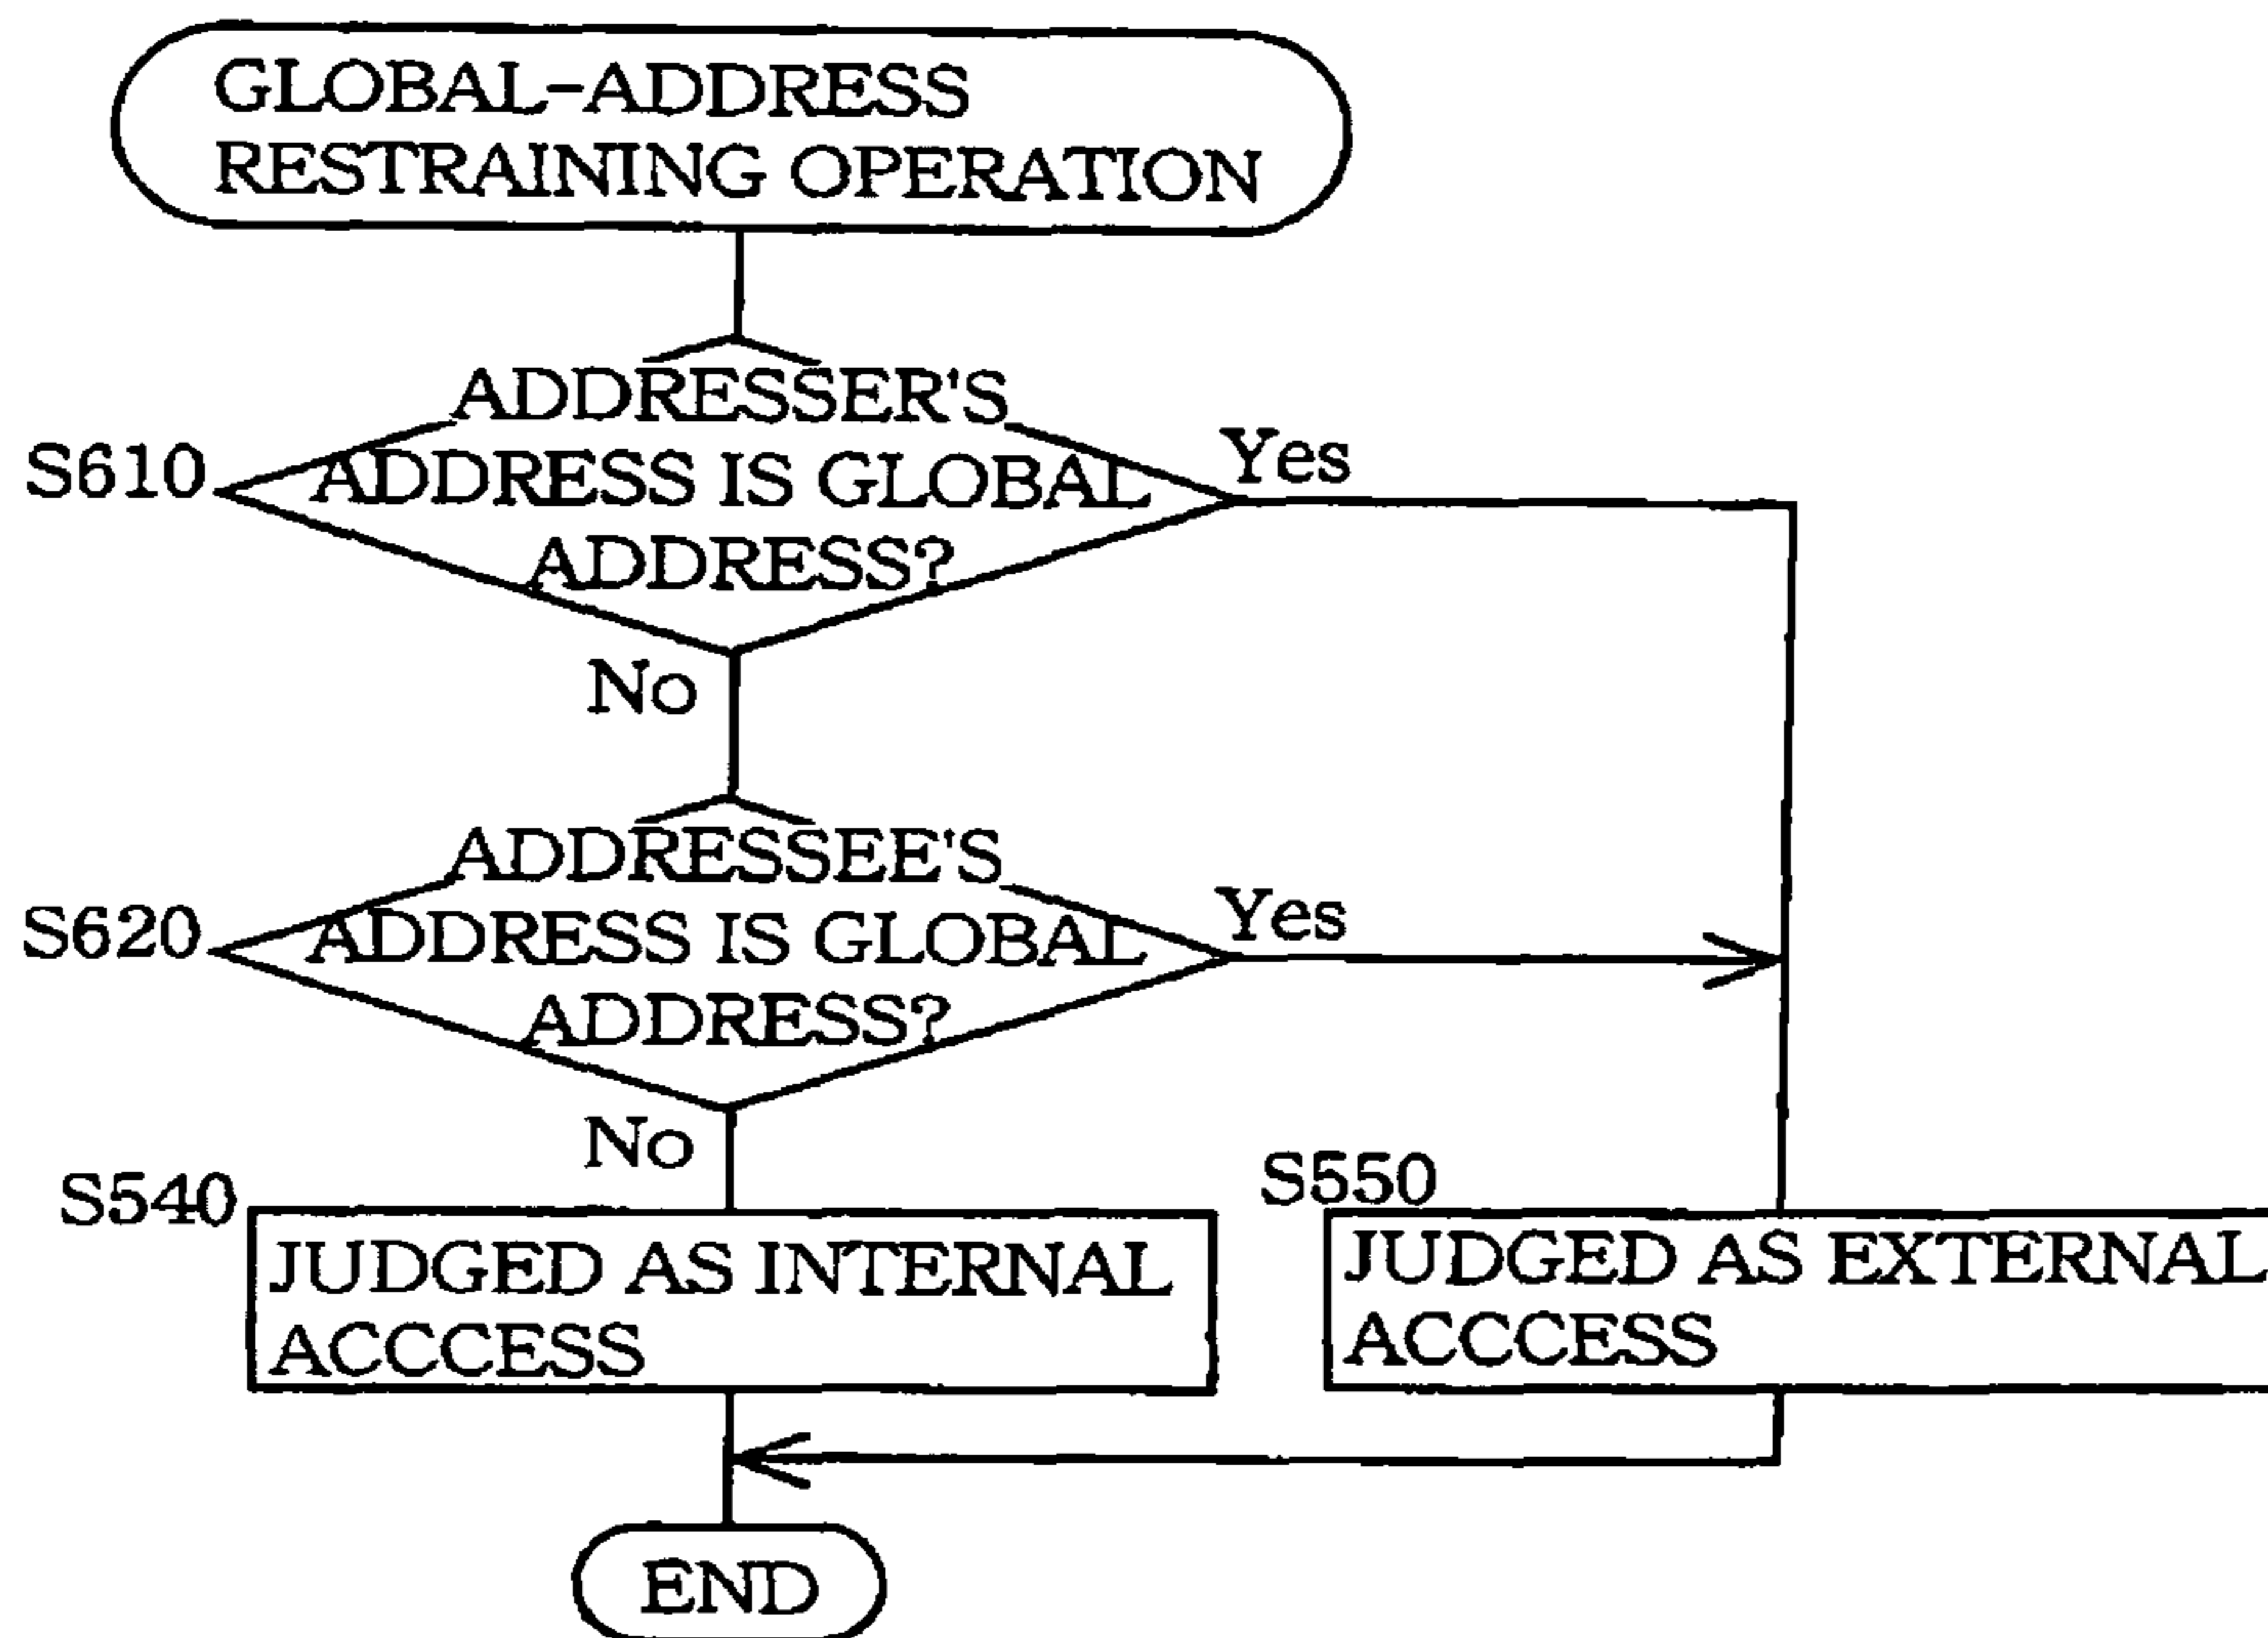 GLOBAL-ADDRESS
RESTRAINING OPERATION
ADDRESSER'S
S610
ADDRESS IS GLOBAL
Yes
ADDRESS?
No
ADDRESSEE'S
S620
ADDRESS IS GLOBAL
Yes
ADDRESS?
No
S540
JUDGED AS INTERNAL
ACCCESS
S550
JUDGED AS EXTERNAL
ACCCESS
END